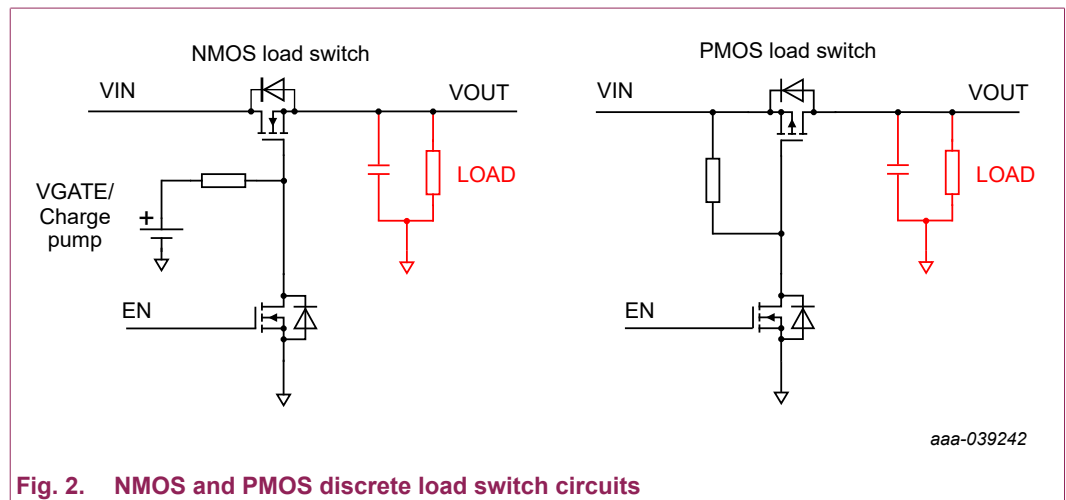 NMOS load switch
VIN
VOUT
VGATE/
Charge
pump
+
LOAD
EN
PMOS load switch
VIN
VOUT
LOAD
EN
aaa-039242
Fig. 2. NMOS and PMOS discrete load switch circuits